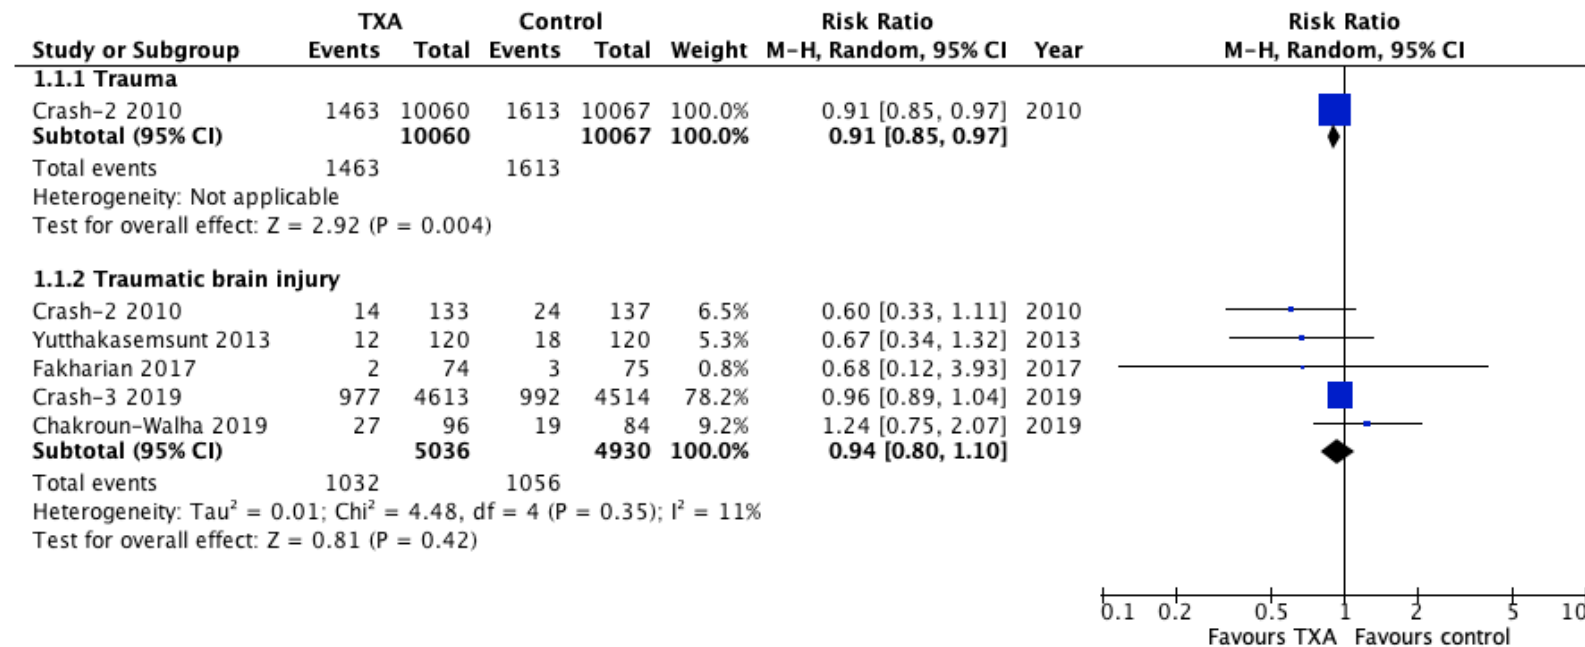 TXA Control Risk Ratio Risk Ratio
Study or Subgroup Events Total Events Total Weight M-H, Random, 95% CI Year M-H, Random, 95% CI
1.1.1 Trauma
Crash-2 2010 1463 10060 1613 10067 100.0% 0.91 [0.85, 0.97] 2010
Subtotal (95% CI) 10060 10067 100.0% 0.91 [0.85, 0.97]
Total events 1463 1613
Heterogeneity: Not applicable
Test for overall effect: Z = 2.92 (P = 0.004)
1.1.2 Traumatic brain injury
Crash-2 2010 14 133 24 137 6.5% 0.60 [0.33, 1.11] 2010
Yutthakasemsunt 2013 12 120 18 120 5.3% 0.67 [0.34, 1.32] 2013
Fakharian 2017 2 74 3 75 0.8% 0.68 [0.12, 3.93] 2017
Crash-3 2019 977 4613 992 4514 78.2% 0.96 [0.89, 1.04] 2019
Chakroun-Walha 2019 27 96 19 84 9.2% 1.24 [0.75, 2.07] 2019
Subtotal (95% CI) 5036 4930 100.0% 0.94 [0.80, 1.10]
Total events 1032 1056
Heterogeneity: Tau² = 0.01; Chi² = 4.48, df = 4 (P = 0.35); I² = 11%
Test for overall effect: Z = 0.81 (P = 0.42)
0.1 0.2 0.5 1 2 5 10
Favours TXA Favours control